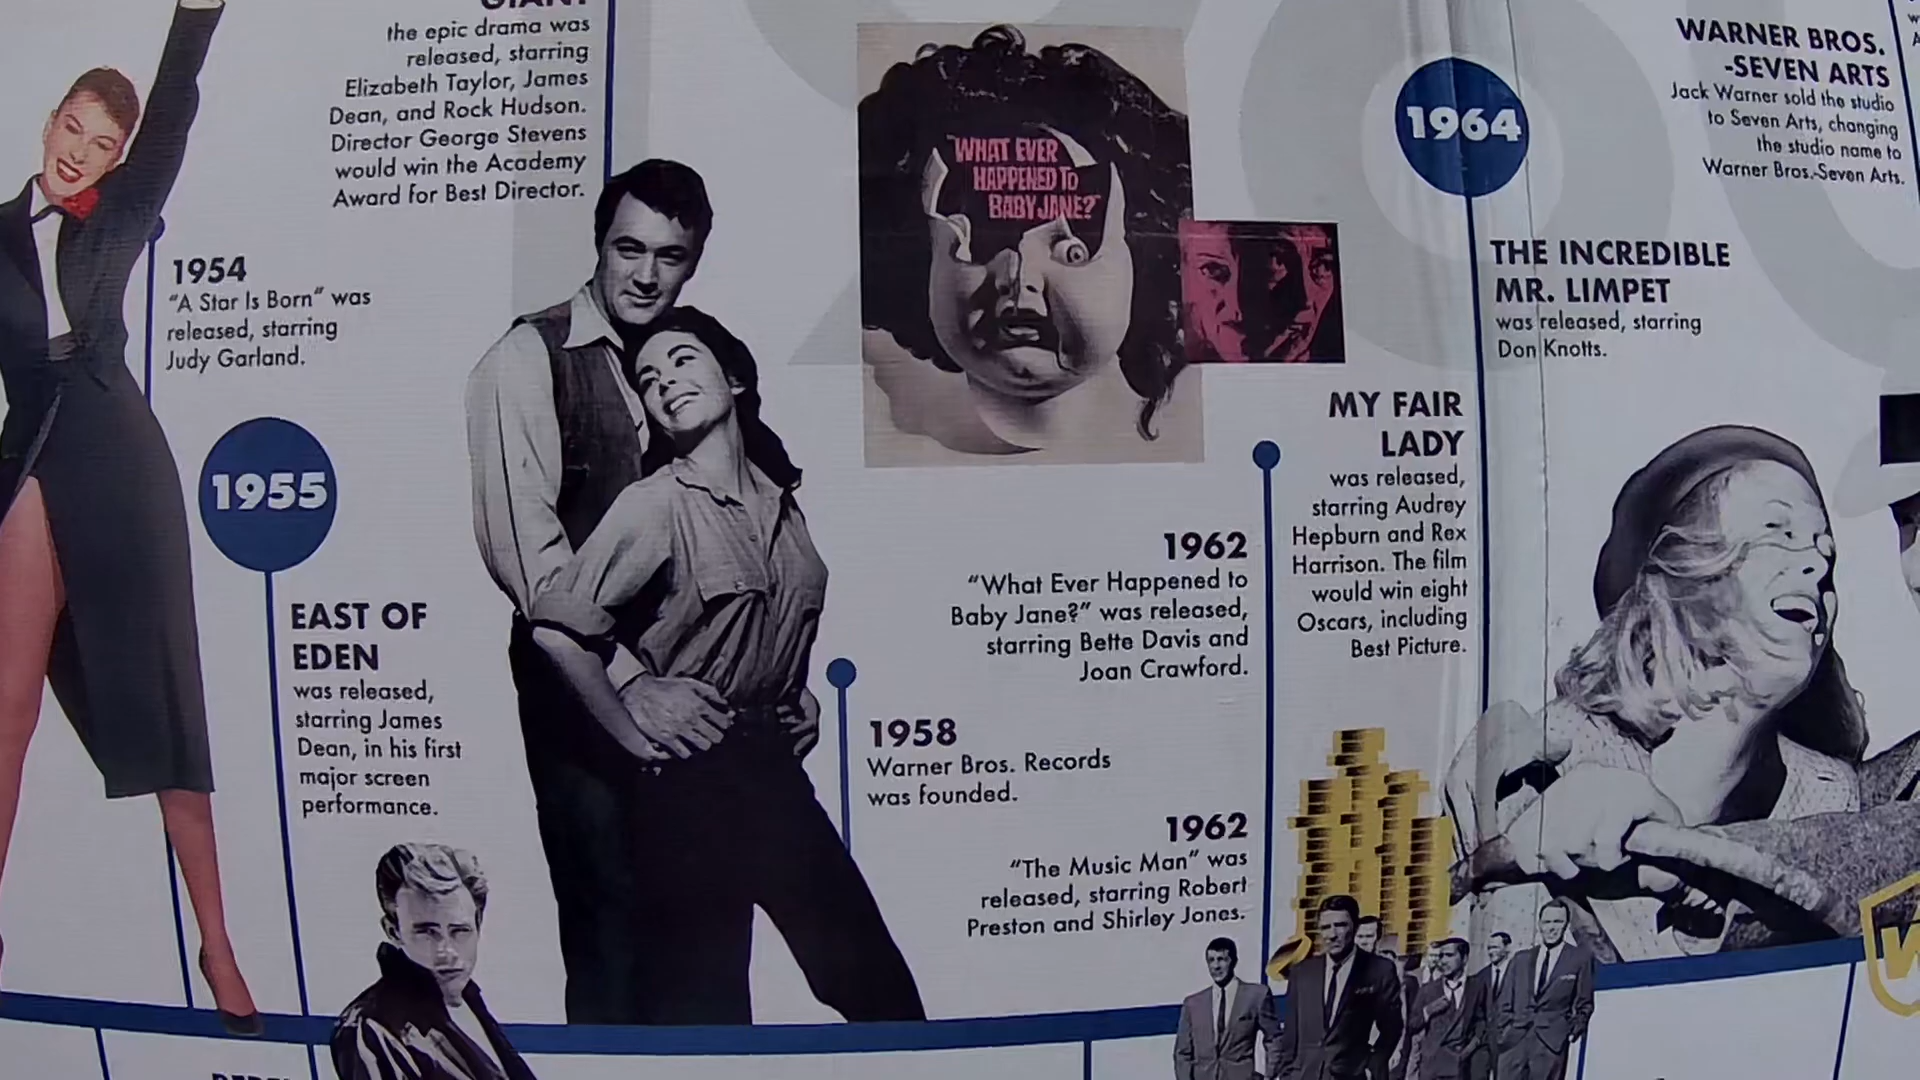 GIANT
the epic drama was
released, starring
Elizabeth Taylor, James
Dean, and Rock Hudson.
Director George Stevens
would win the Academy
Award for Best Director.
1954
“A Star Is Born” was
released, starring
Judy Garland.
1955
EAST OF
EDEN
was released,
starring James
Dean, in his first
major screen
performance.
"WHAT EVER
HAPPENED TO
BABY JANE?"
1962
“What Ever Happened to
Baby Jane?” was released,
starring Bette Davis and
Joan Crawford.
1958
Warner Bros. Records
was founded.
1962
“The Music Man” was
released, starring Robert
Preston and Shirley Jones.
1964
MY FAIR
LADY
was released,
starring Audrey
Hepburn and Rex
Harrison. The film
would win eight
Oscars, including
Best Picture.
THE INCREDIBLE
MR. LIMPET
was released, starring
Don Knotts.
WARNER BROS.
-SEVEN ARTS
Jack Warner sold the studio
to Seven Arts, changing
the studio name to
Warner Bros.-Seven Arts.